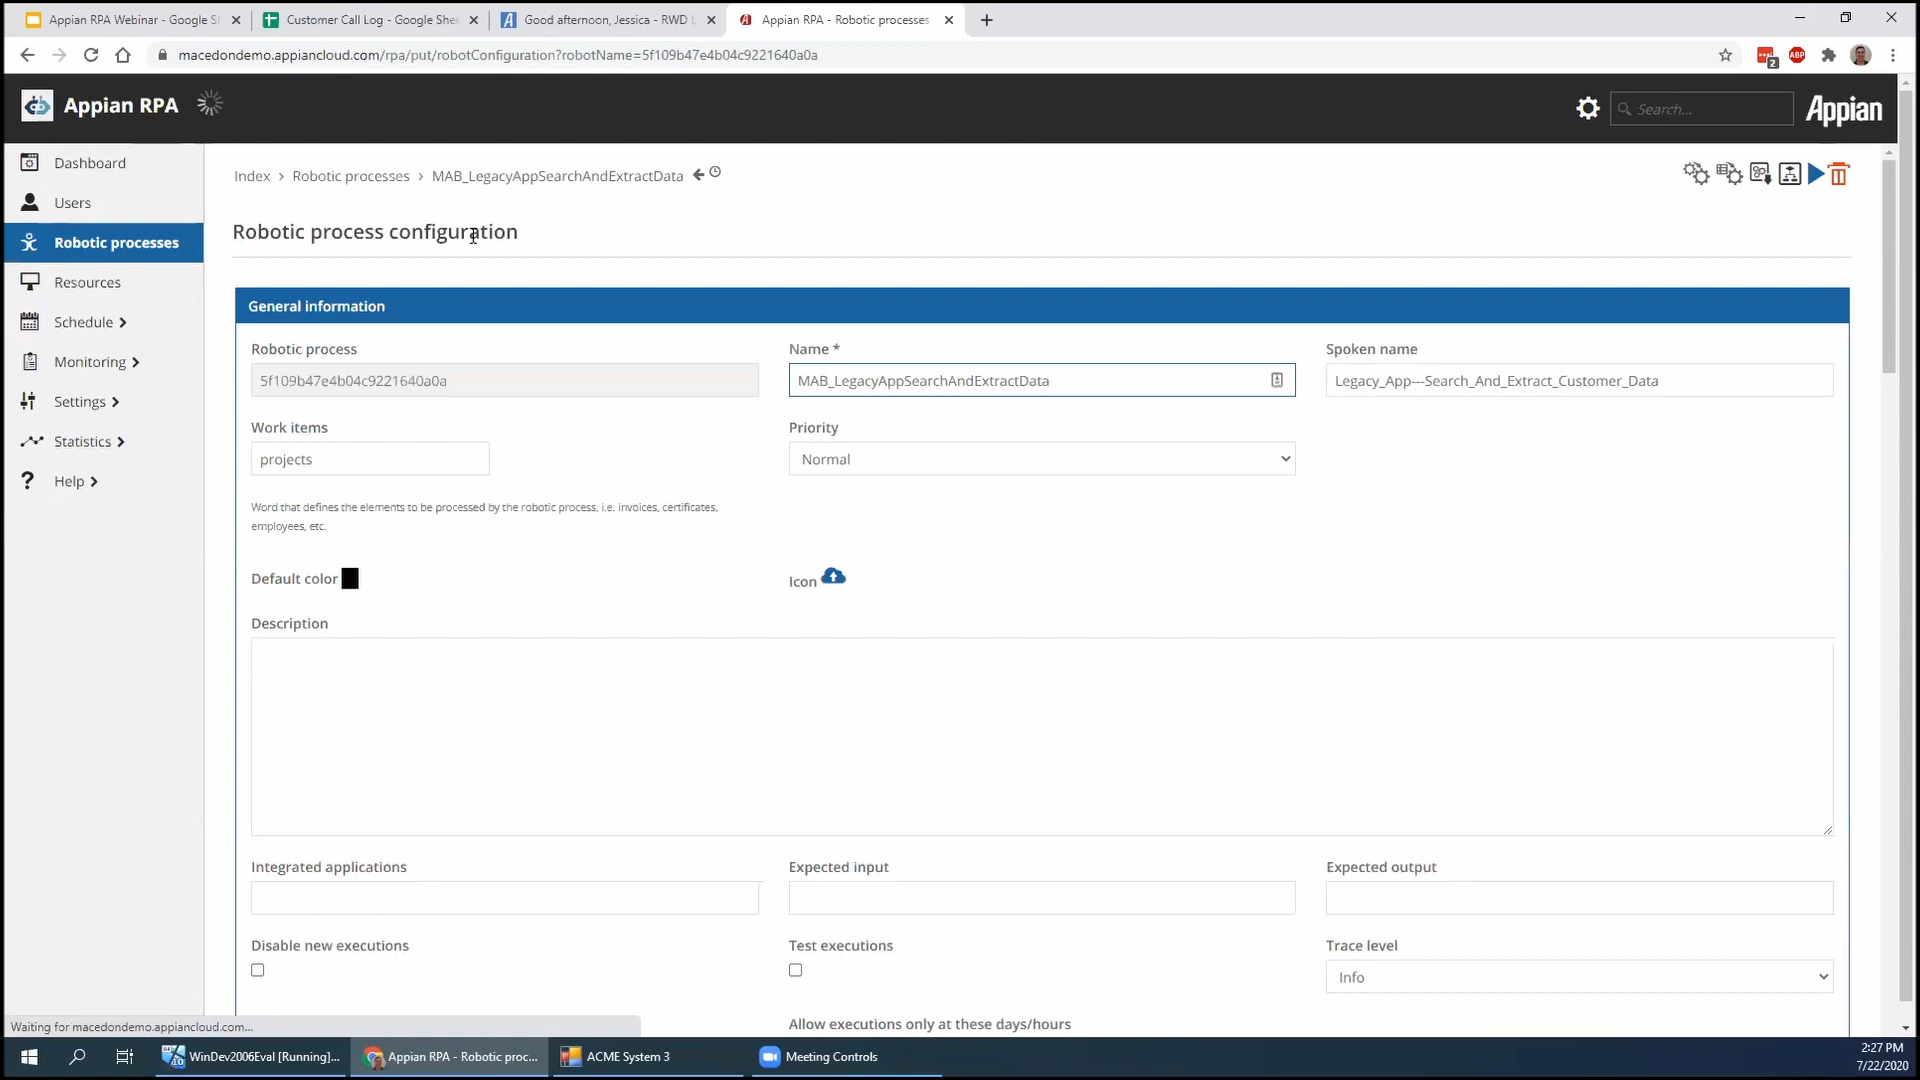 Appian RPA Webinar - Google Sl
Customer Call Log - Google Shee
Good afternoon, Jessica - RWD L
Appian RPA - Robotic processes
macedondemo.appiancloud.com/rpa/put/robotConfiguration?robotName=5f109b47e4b04c9221640a0a
2
ABP
Appian RPA
Search...
Appian
Dashboard
Users
Robotic processes
Resources
Schedule
Monitoring
Settings
Statistics
Help
Index > Robotic processes > MAB_LegacyAppSearchAndExtractData
Robotic process configuration
General information
Robotic process
Name *
Spoken name
5f109b47e4b04c9221640a0a
MAB_LegacyAppSearchAndExtractData
Legacy_App---Search_And_Extract_Customer_Data
Work items
Priority
projects
Normal
Word that defines the elements to be processed by the robotic process, i.e. invoices, certificates,
employees, etc.
Default color
Icon
Description
Integrated applications
Expected input
Expected output
Disable new executions
Test executions
Trace level
Info
Allow executions only at these days/hours
Waiting for macedondemo.appiancloud.com...
WinDev2006Eval [Running]...
Appian RPA - Robotic proc...
ACME System 3
Meeting Controls
2:27 PM
7/22/2020